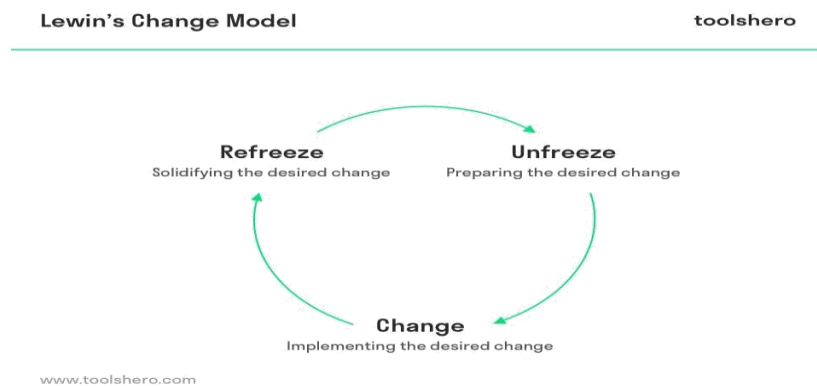 Lewin's Change Model
toolshero
Refreeze
Solidifying the desired change
Unfreeze
Preparing the desired change
Change
Implementing the desired change
www.toolshero.com